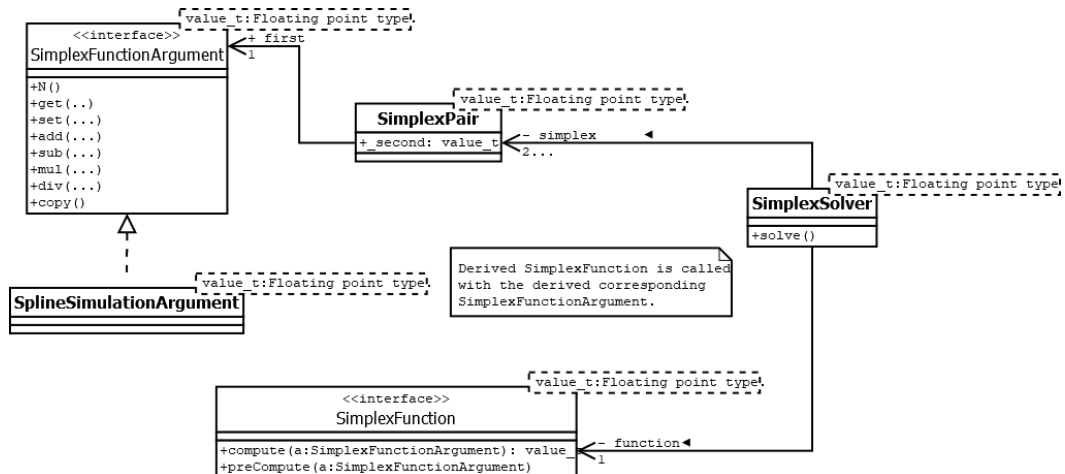 value_t:Floating point type
<<interface>>
SimplexFunctionArgument
+N()
+get(..)
+set(...)
+add(...)
+sub(...)
+mul(...)
+div(...)
+copy()
+ first
1
value_t:Floating point type
SimplexPair
+_second: value_t
- simplex ◄
2...
value_t:Floating point type
SimplexSolver
+solve()
Derived SimplexFunction is called
with the derived corresponding
SimplexFunctionArgument.
value_t:Floating point type
SplineSimulationArgument
value_t:Floating point type
<<interface>>
SimplexFunction
+compute(a:SimplexFunctionArgument): value_
+preCompute(a:SimplexFunctionArgument)
- function◄
1